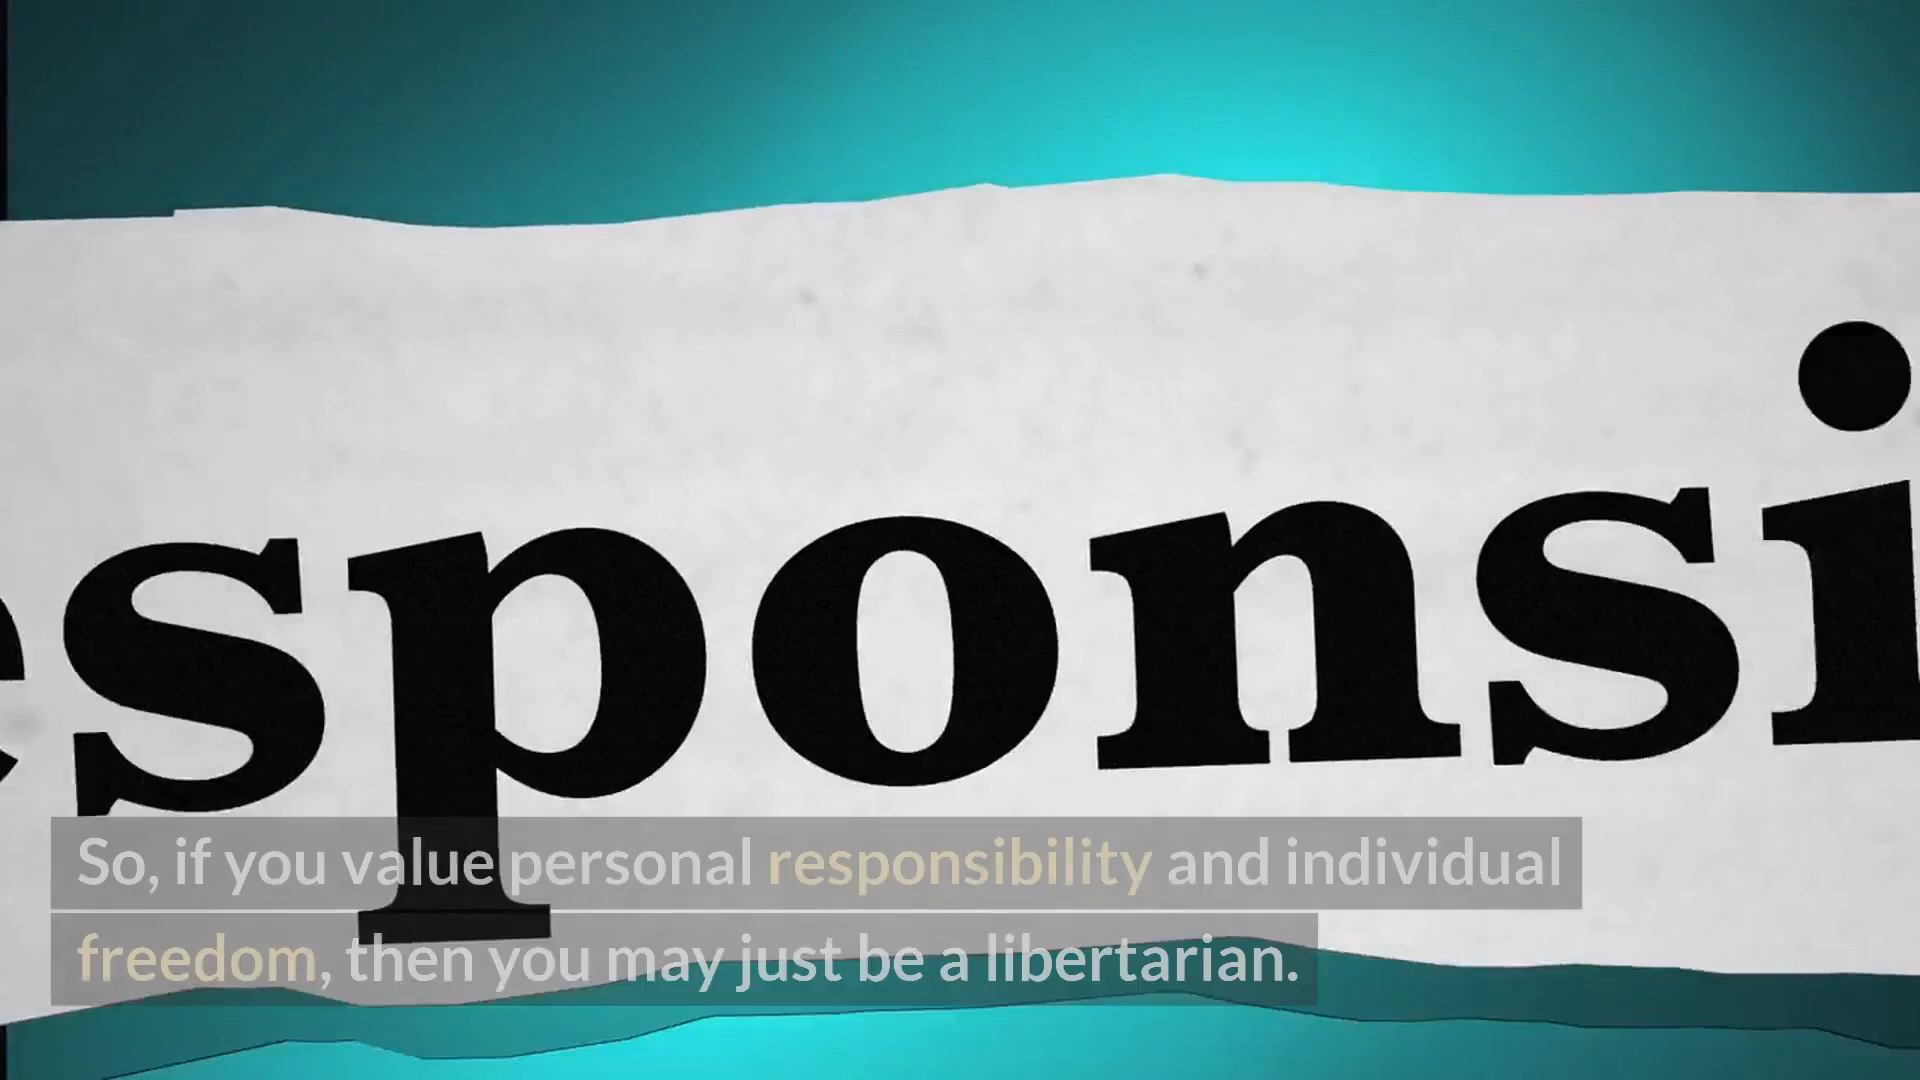 esponsi
So, if you value personal responsibility and individual
freedom, then you may just be a libertarian.